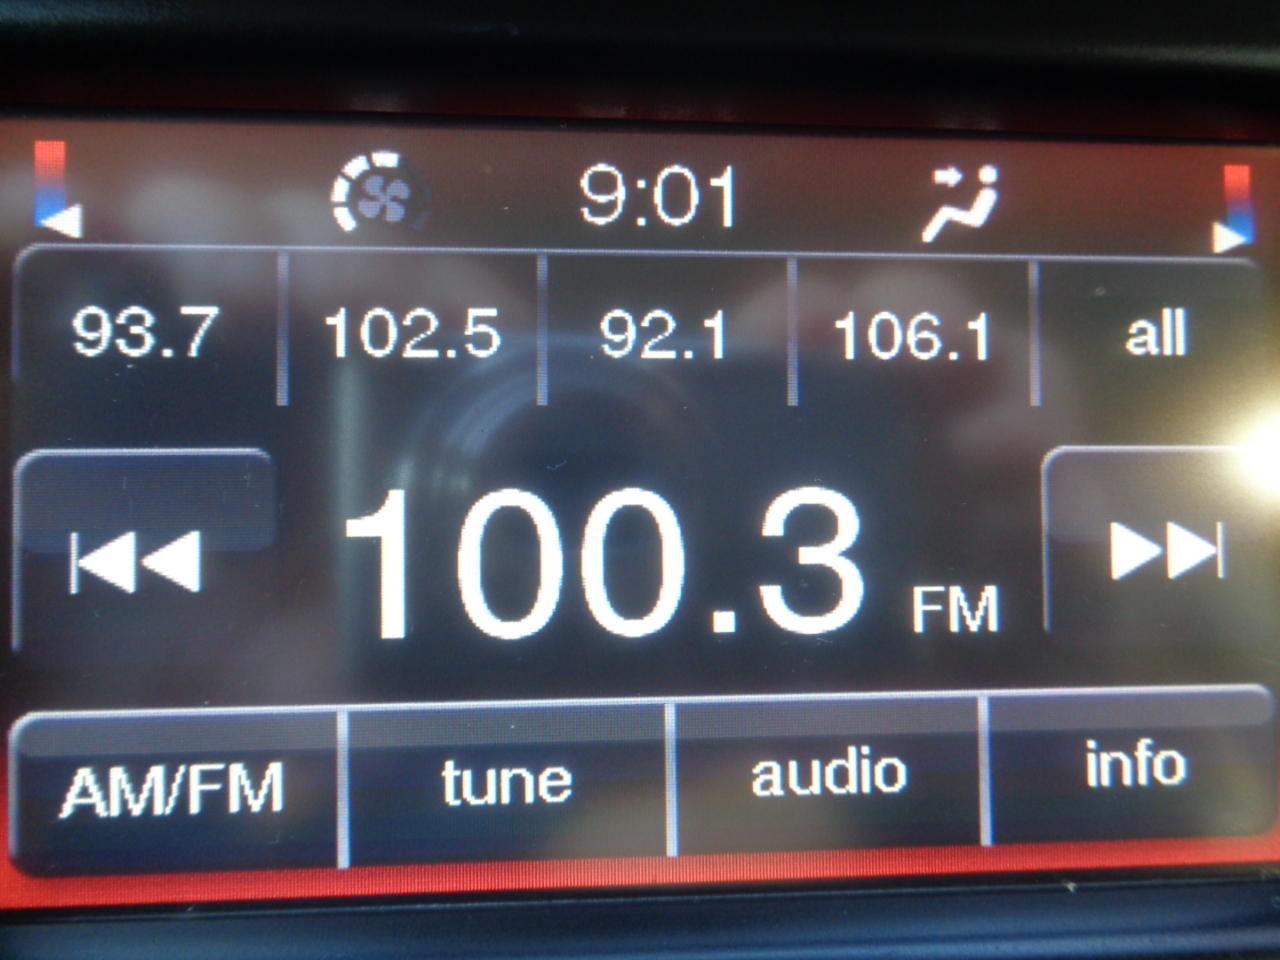 9:01
93.7 102.5 92.1 106.1 all
100.3 FM
AM/FM tune audio info